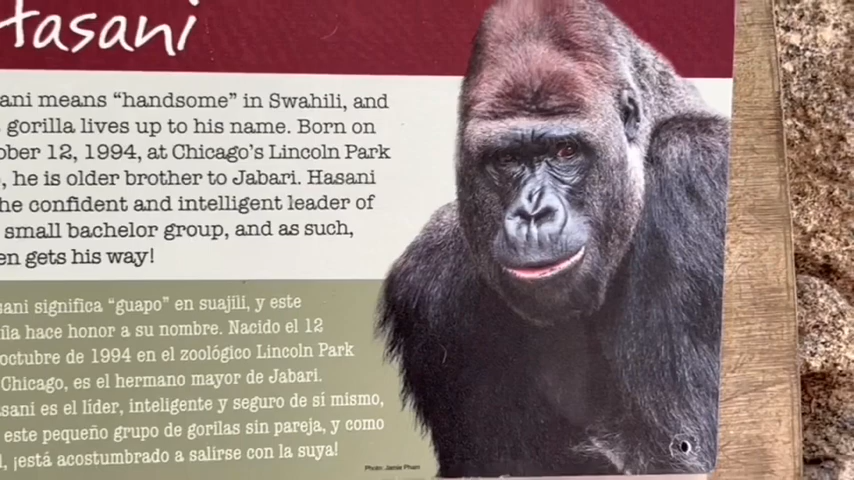 Hasani
ani means “handsome” in Swahili, and
gorilla lives up to his name. Born on
ober 12, 1994, at Chicago’s Lincoln Park
, he is older brother to Jabari. Hasani
he confident and intelligent leader of
small bachelor group, and as such,
en gets his way!
sani significa “guapo” en suajili, y este
ila hace honor a su nombre. Nacido el 12
octubre de 1994 en el zoológico Lincoln Park
Chicago, es el hermano mayor de Jabari.
asani es el líder, inteligente y seguro de sí mismo,
este pequeño grupo de gorilas sin pareja, y como
l, ¡está acostumbrado a salirse con la suya!
Photo: Jamie Pham